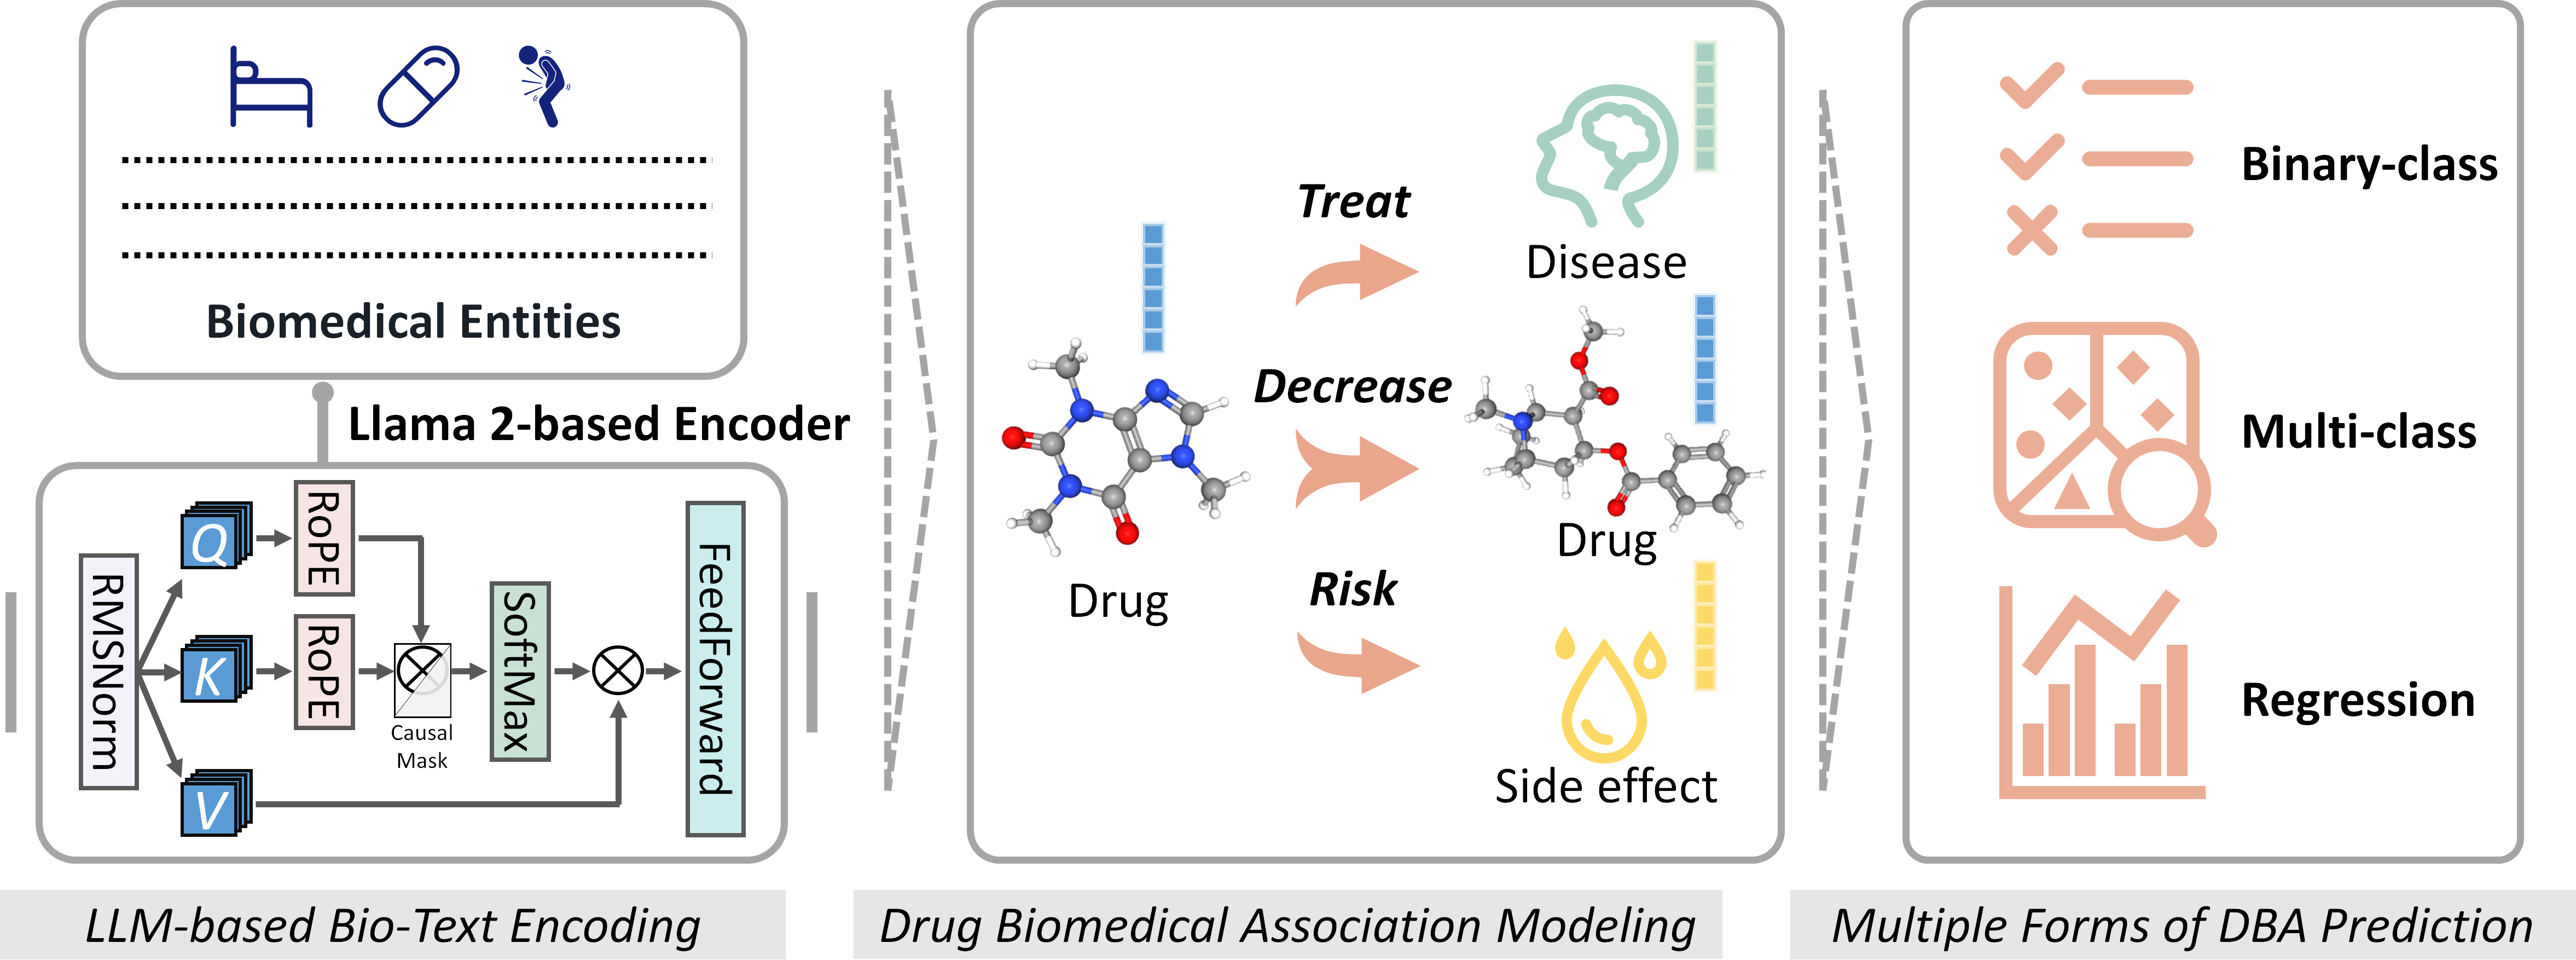 Biomedical Entities
Llama 2-based Encoder
RMSNorm
Q
K
V
RoPE
RoPE
Causal
Mask
SoftMax
FeedForward
LLM-based Bio-Text Encoding
Drug
Treat
Decrease
Risk
Disease
Drug
Side effect
Drug Biomedical Association Modeling
Binary-class
Multi-class
Regression
Multiple Forms of DBA Prediction